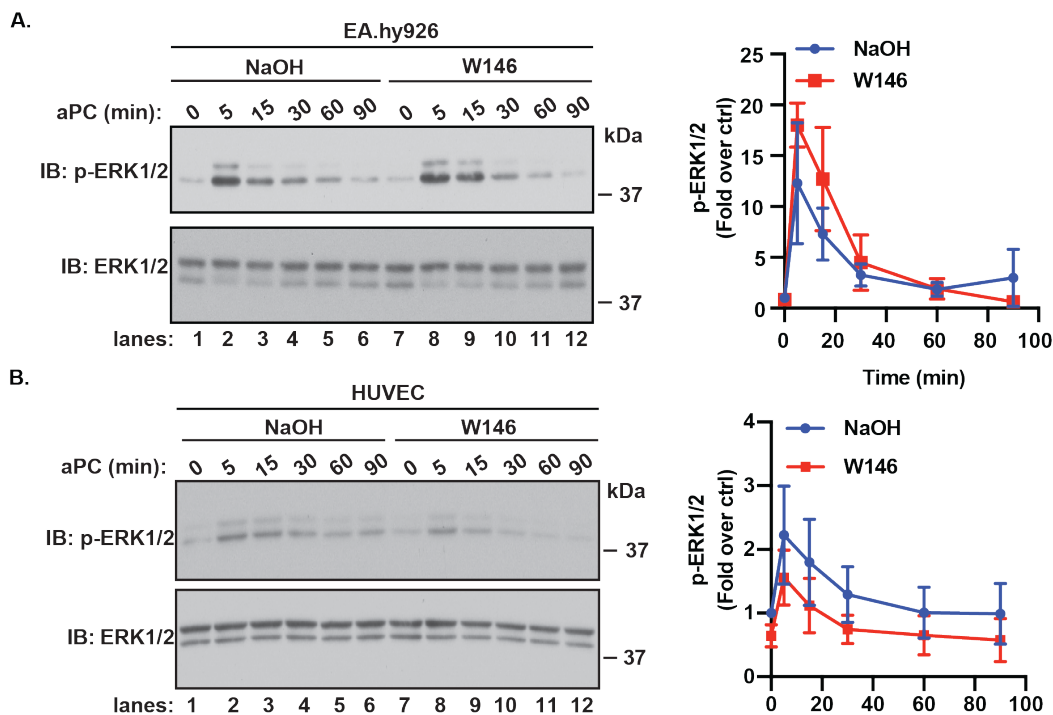 A.
EA.hy926
NaOH W146
aPC (min): 0 5 15 30 60 90 0 5 15 30 60 90
kDa
IB: p-ERK1/2
– 37
IB: ERK1/2
– 37
lanes: 1 2 3 4 5 6 7 8 9 10 11 12
NaOH
W146
p-ERK1/2
(Fold over ctrl)
25
20
15
10
5
0
0 20 40 60 80 100
Time (min)
B.
HUVEC
NaOH W146
aPC (min): 0 5 15 30 60 90 0 5 15 30 60 90
kDa
IB: p-ERK1/2
– 37
IB: ERK1/2
– 37
lanes: 1 2 3 4 5 6 7 8 9 10 11 12
NaOH
W146
p-ERK1/2
(Fold over ctrl)
4
3
2
1
0
0 20 40 60 80 100